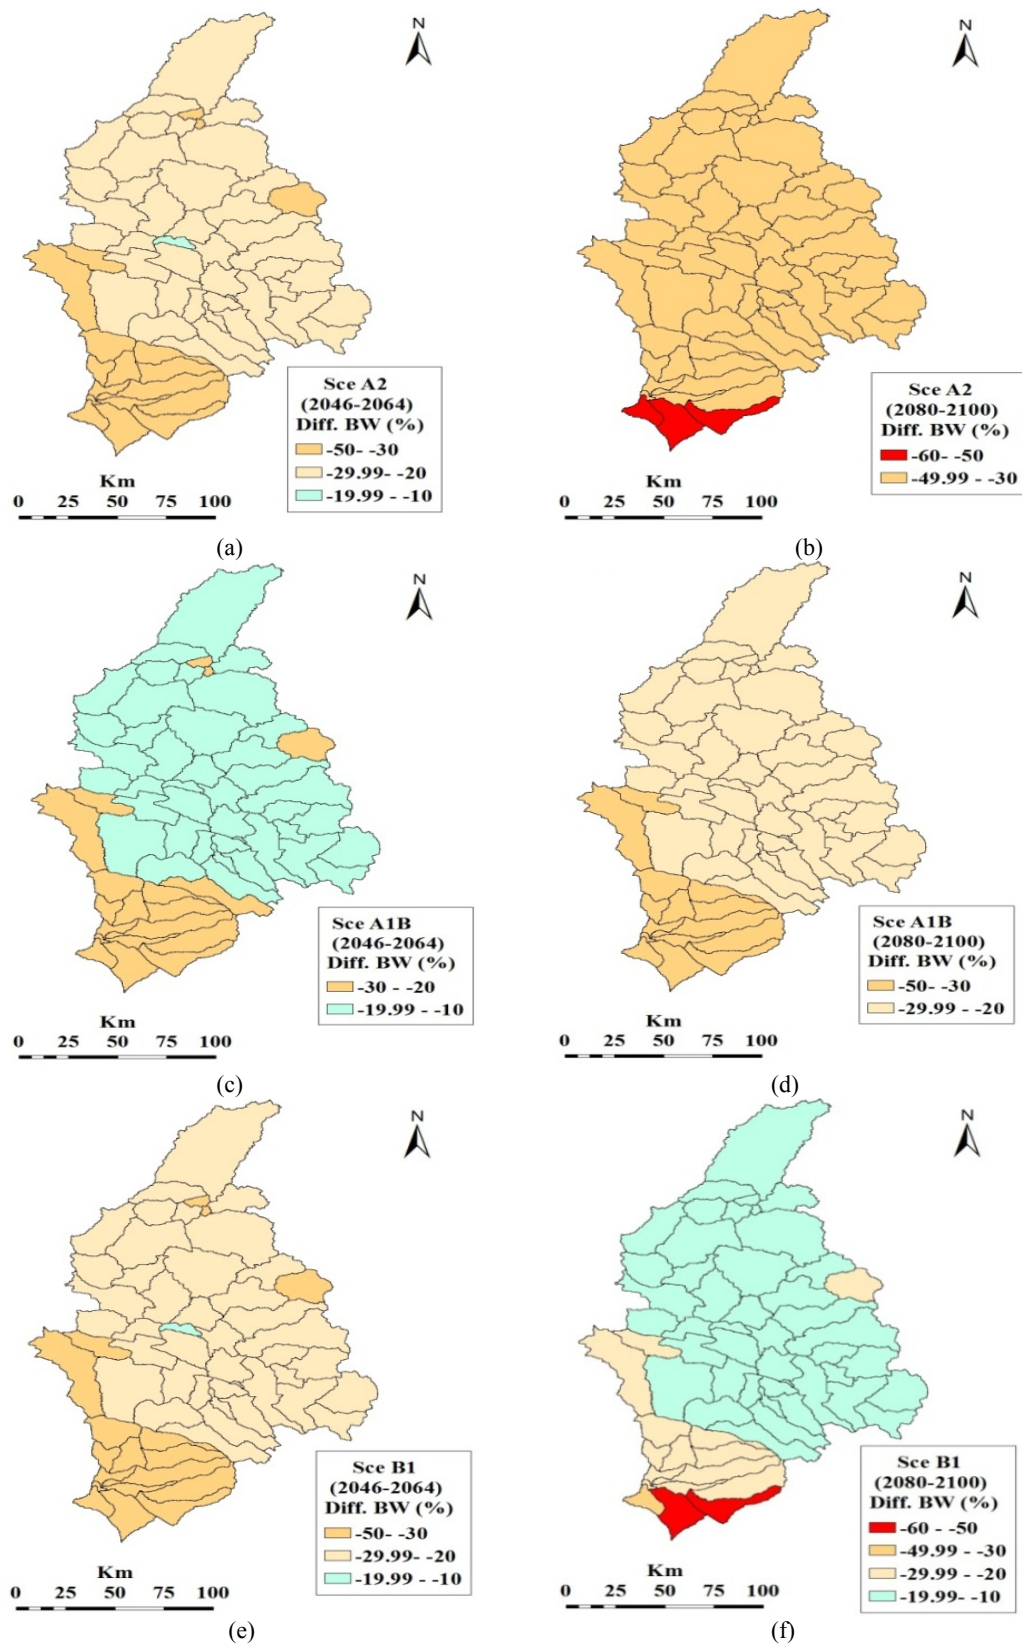 N
Sce A2
(2046-2064)
Diff. BW (%)
-50- -30
-29.99- -20
-19.99 - -10
Km
0 25 50 75 100
(a)
N
Sce A2
(2080-2100)
Diff. BW (%)
-60- -50
-49.99 - -30
Km
0 25 50 75 100
(b)
N
Sce A1B
(2046-2064)
Diff. BW (%)
-30 - -20
-19.99 - -10
Km
0 25 50 75 100
(c)
N
Sce A1B
(2080-2100)
Diff. BW (%)
-50- -30
-29.99 - -20
Km
0 25 50 75 100
(d)
N
Sce B1
(2046-2064)
Diff. BW (%)
-50- -30
-29.99- -20
-19.99 - -10
Km
0 25 50 75 100
(e)
N
Sce B1
(2080-2100)
Diff. BW (%)
-60 - -50
-49.99 - -30
-29.99 - -20
-19.99- -10
Km
0 25 50 75 100
(f)